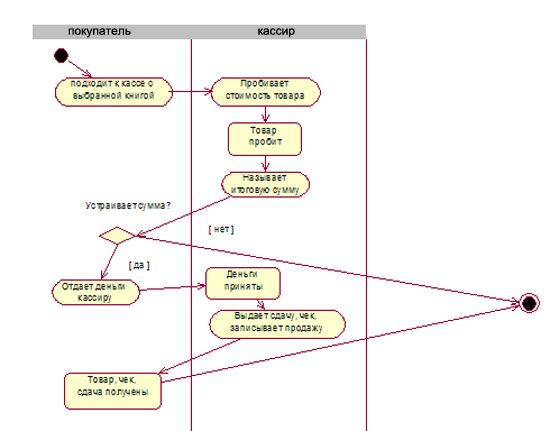 покупатель
кассир
подходит к кассе с
выбранной книгой
Пробивает
стоимость товара
Товар
пробит
Называет
итоговую сумму
Устраивает сумма?
[ нет ]
[ да ]
Отдает деньги
кассиру
Деньги
приняты
Выдает сдачу, чек,
записывает продажу
Товар, чек,
сдача получены